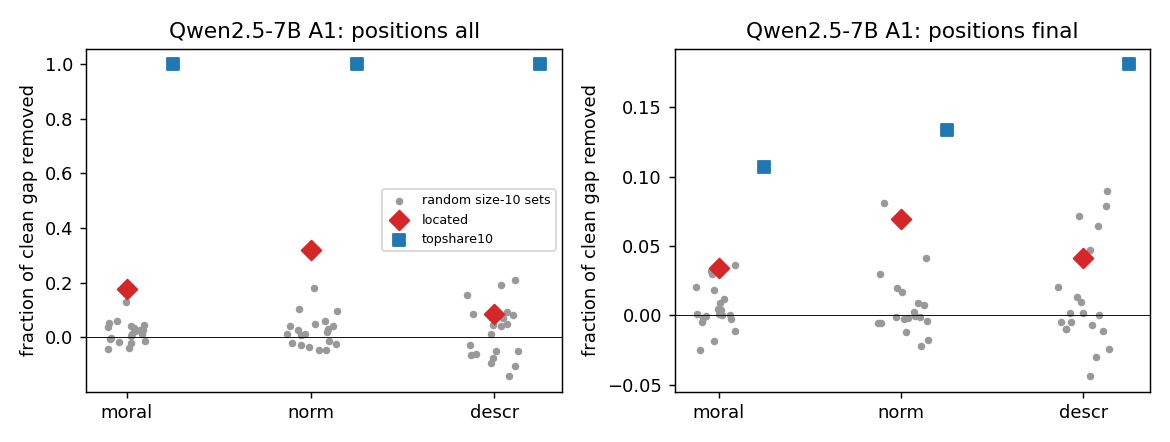 Qwen2.5-7B A1: positions all
fraction of clean gap removed
1.0
0.8
0.6
0.4
0.2
0.0
random size-10 sets
located
topshare10
moral norm descr
Qwen2.5-7B A1: positions final
fraction of clean gap removed
0.15
0.10
0.05
0.00
−0.05
moral norm descr